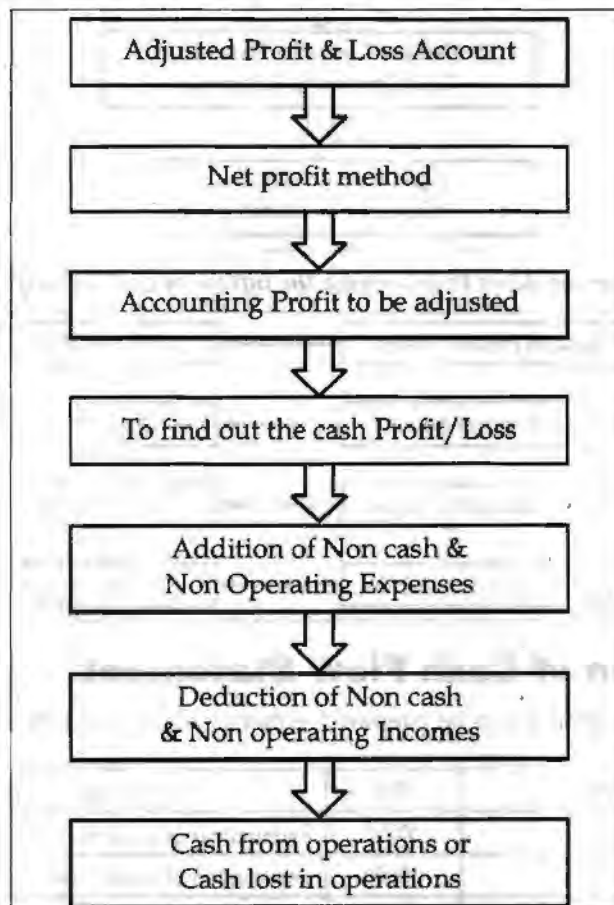 Adjusted Profit & Loss Account
Net profit method
Accounting Profit to be adjusted
To find out the cash Profit/Loss
Addition of Non cash &
Non Operating Expenses
Deduction of Non cash
& Non operating Incomes
Cash from operations or
Cash lost in operations